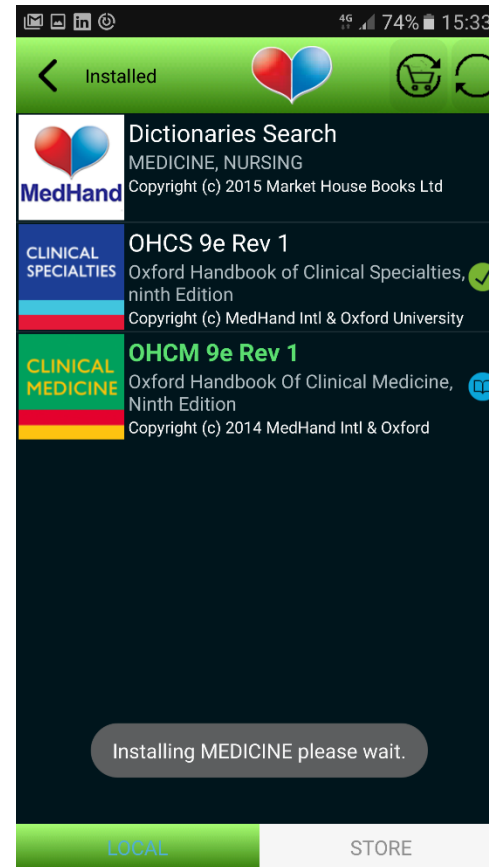 4G 74% 15:33
Installed
MedHand
Dictionaries Search
MEDICINE, NURSING
Copyright (c) 2015 Market House Books Ltd
CLINICAL
SPECIALTIES
OHCS 9e Rev 1
Oxford Handbook of Clinical Specialties,
ninth Edition
Copyright (c) MedHand Intl & Oxford University
CLINICAL
MEDICINE
OHCM 9e Rev 1
Oxford Handbook Of Clinical Medicine,
Ninth Edition
Copyright (c) 2014 MedHand Intl & Oxford
Installing MEDICINE please wait.
LOCAL
STORE